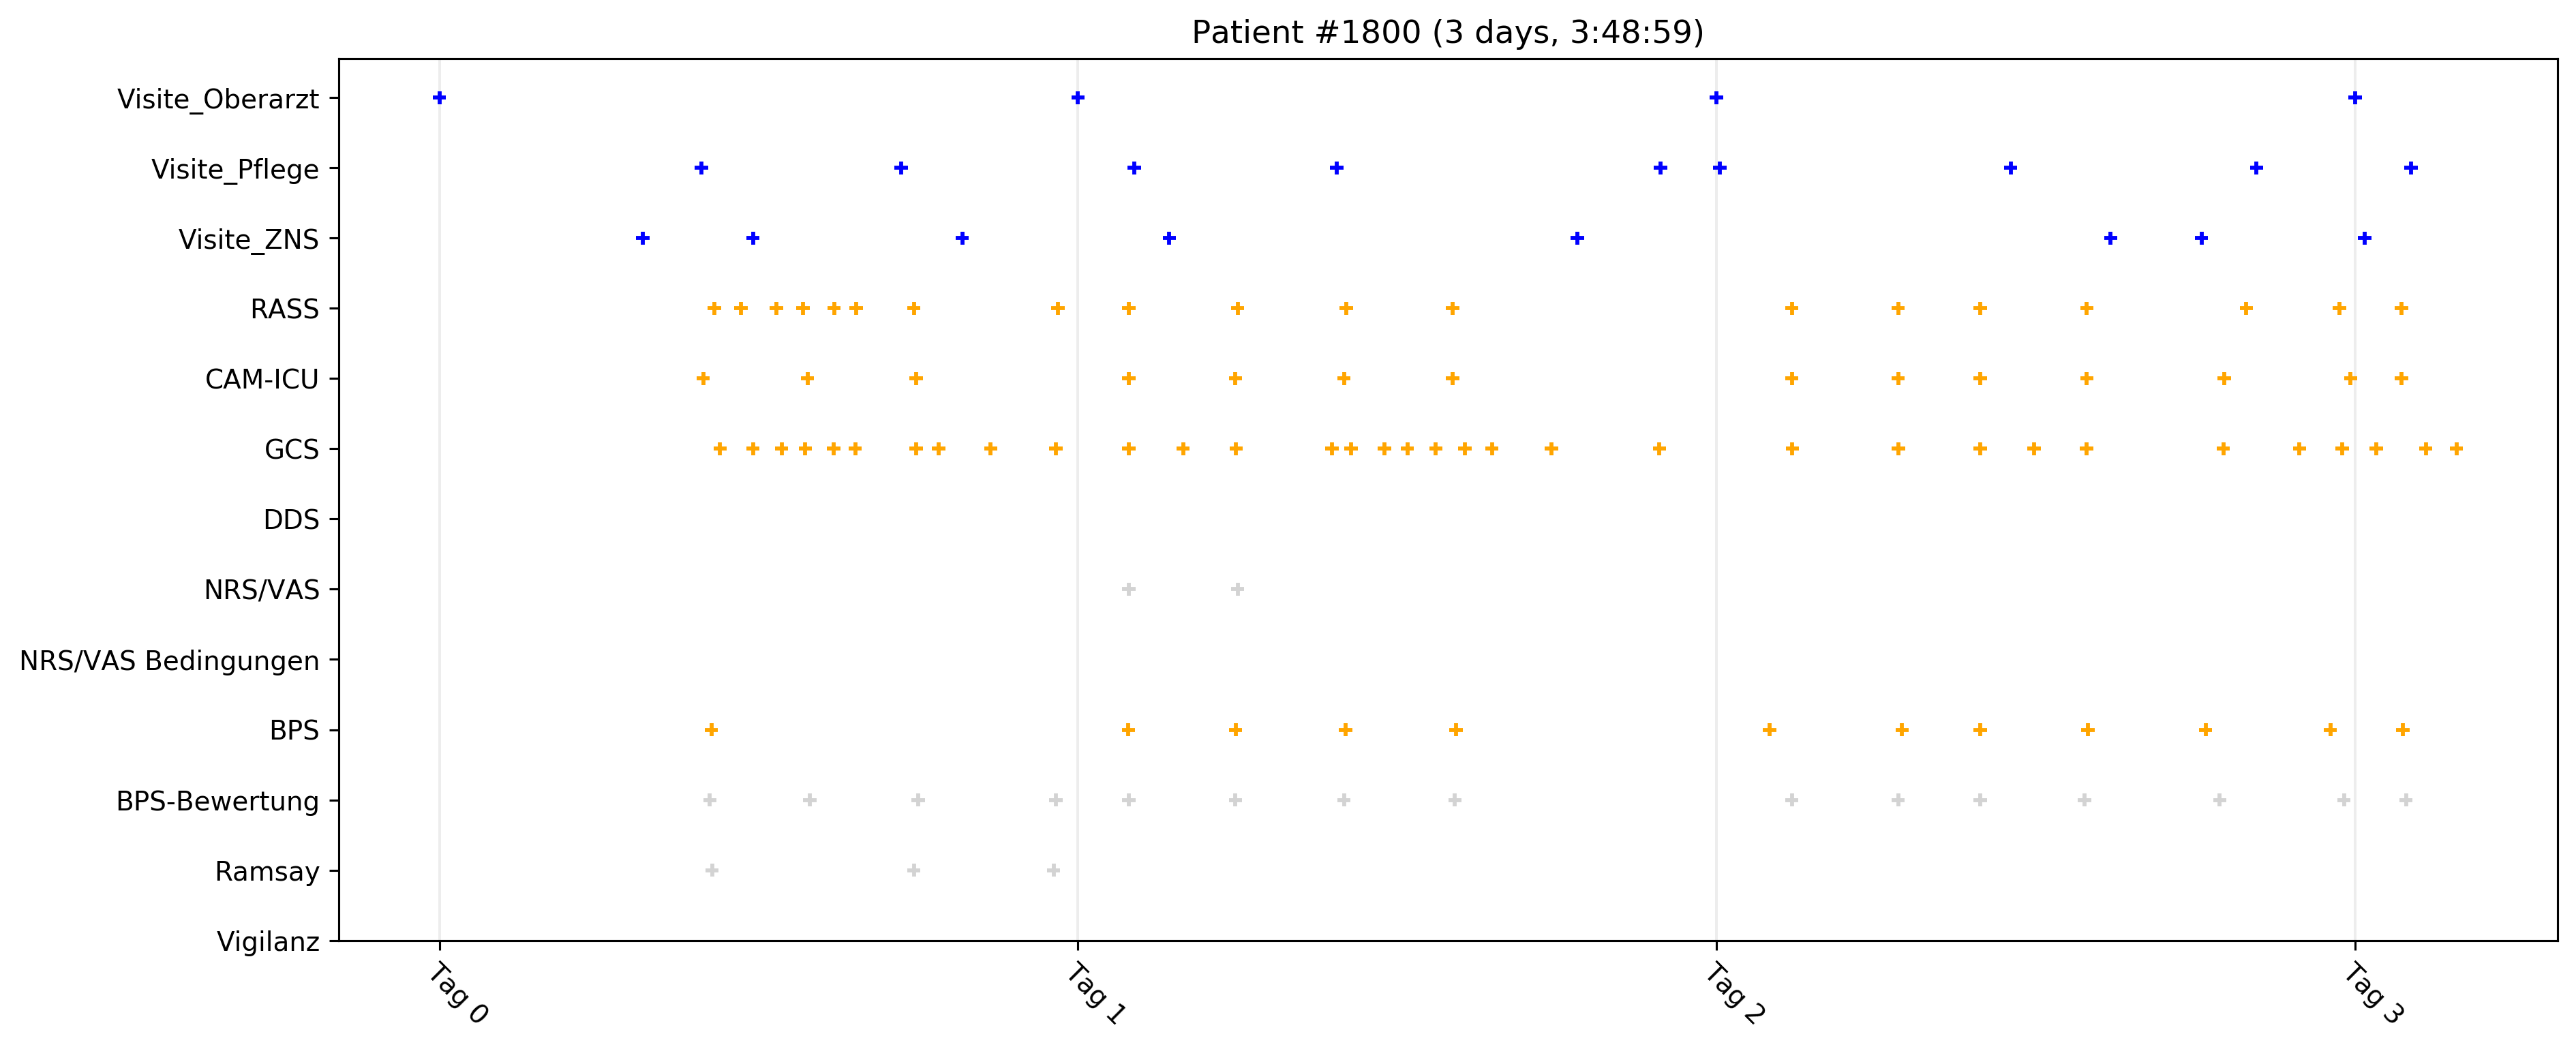 Patient #1800 (3 days, 3:48:59)
Visite_Oberarzt
Visite_Pflege
Visite_ZNS
RASS
CAM-ICU
GCS
DDS
NRS/VAS
NRS/VAS Bedingungen
BPS
BPS-Bewertung
Ramsay
Vigilanz
Tag 0
Tag 1
Tag 2
Tag 3